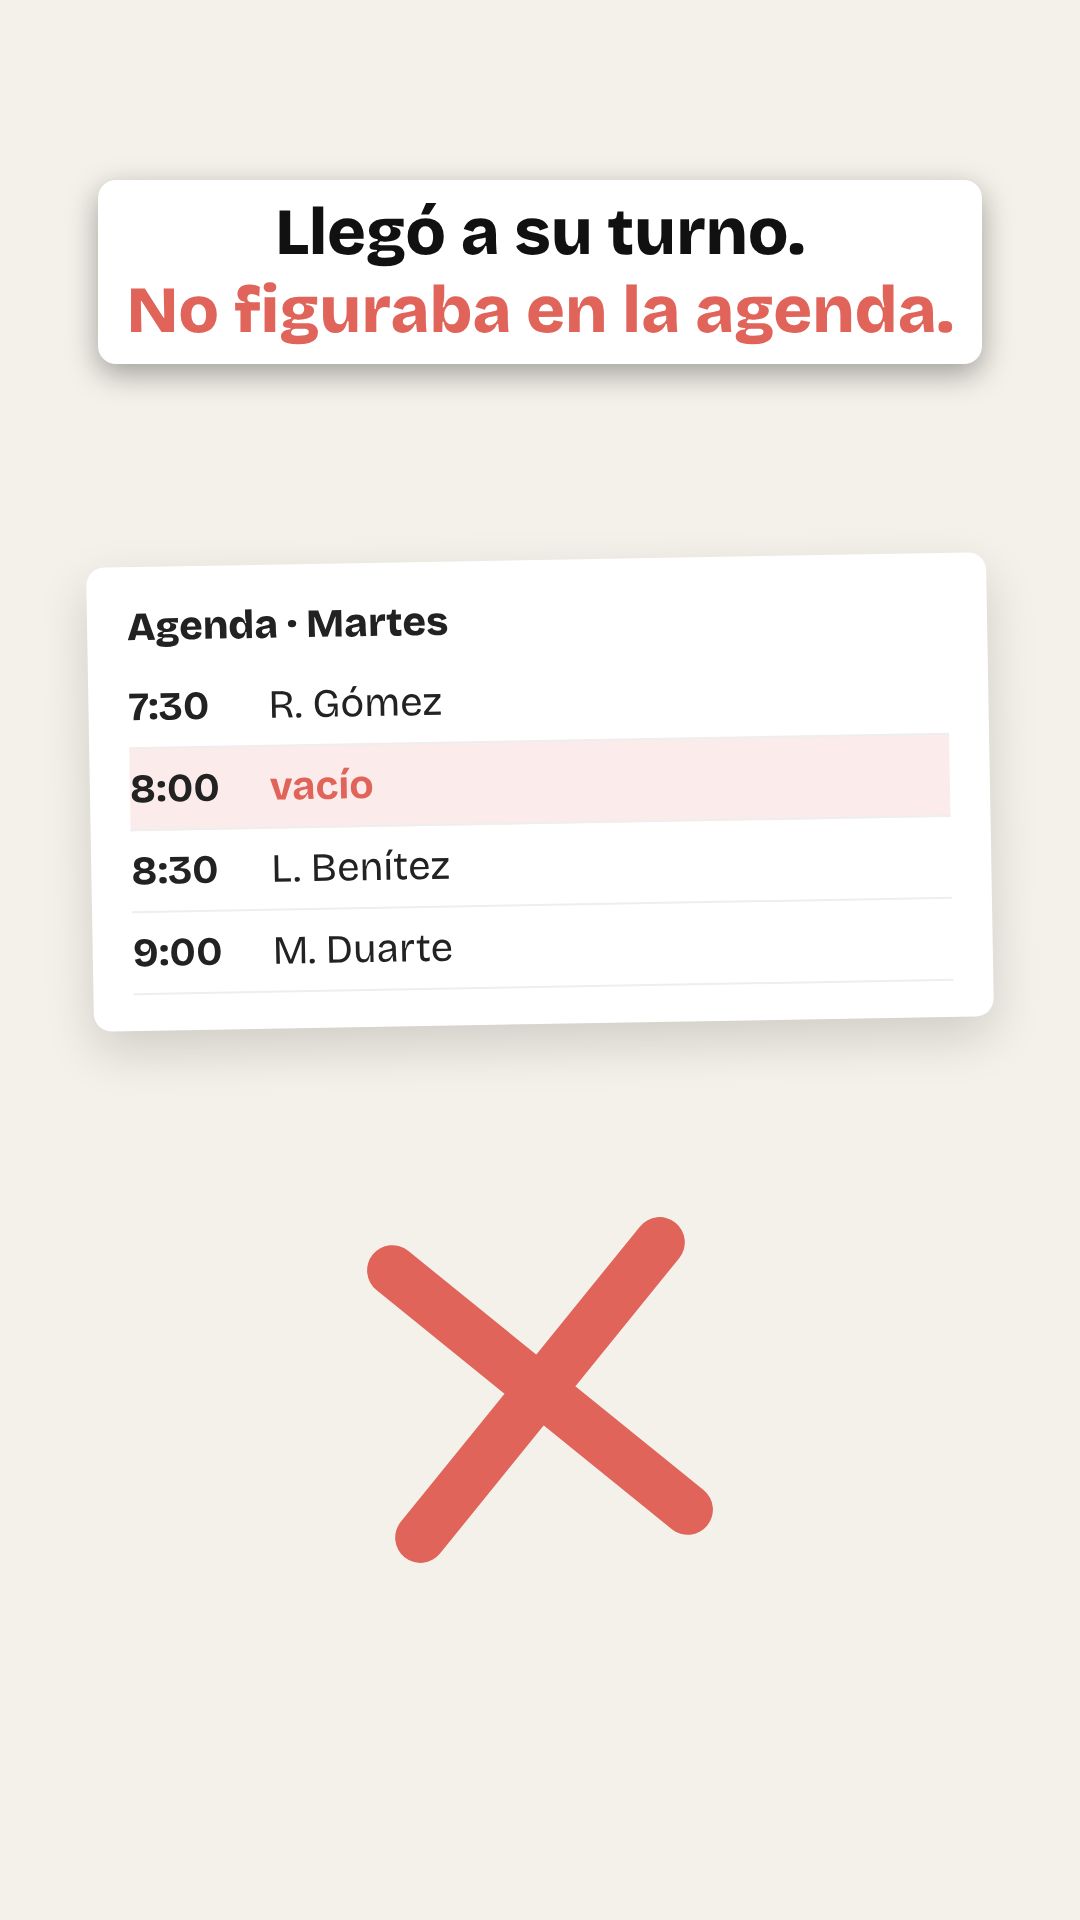 Llegó a su turno.
No figuraba en la agenda.
Agenda · Martes
7:30 R. Gómez
8:00 vacío
8:30 L. Benítez
9:00 M. Duarte